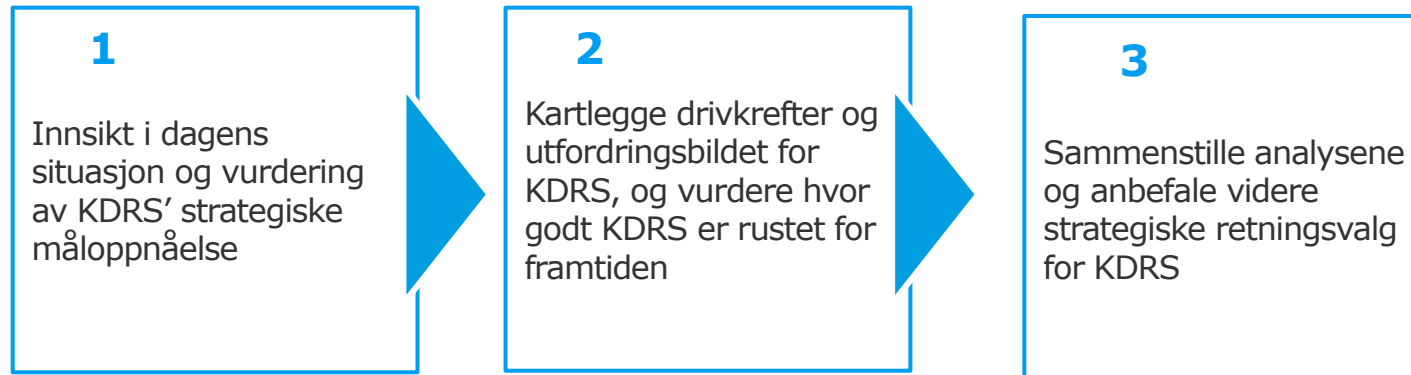 1
Innsikt i dagens
situasjon og vurdering
av KDRS’ strategiske
måloppnåelse
2
Kartlegge drivkrefter og
utfordringsbildet for
KDRS, og vurdere hvor
godt KDRS er rustet for
framtiden
3
Sammenstille analysene
og anbefale videre
strategiske retningsvalg
for KDRS